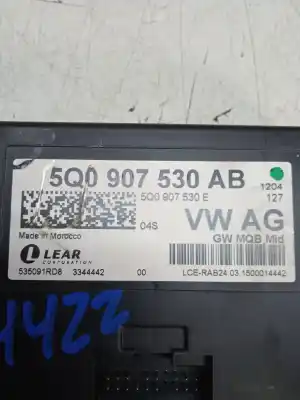 5Q0 907 530 AB
5Q0 907 530 E
1204
127
04S
VW AG
GW MQB Mid
Made in Morocco
LEAR
CORPORATION
535091RD8 3344442 00 LCE-RAB24.03.1500014442
1422